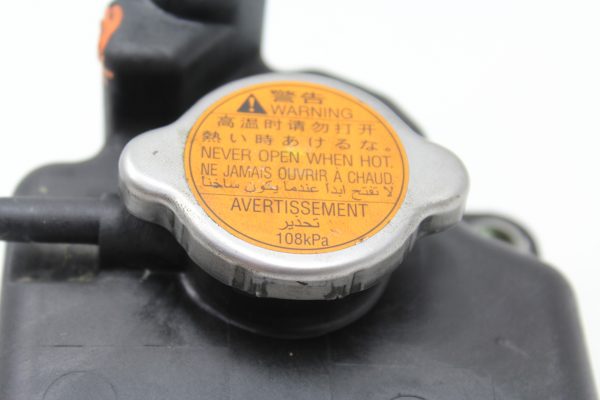 警告
WARNING
高温时请勿打开
熱い時あけるな。
NEVER OPEN WHEN HOT.
NE JAMAIS OUVRIR À CHAUD.
لا تفتح ابدا عندما يكون ساخنا
AVERTISSEMENT
تحذير
108kPa